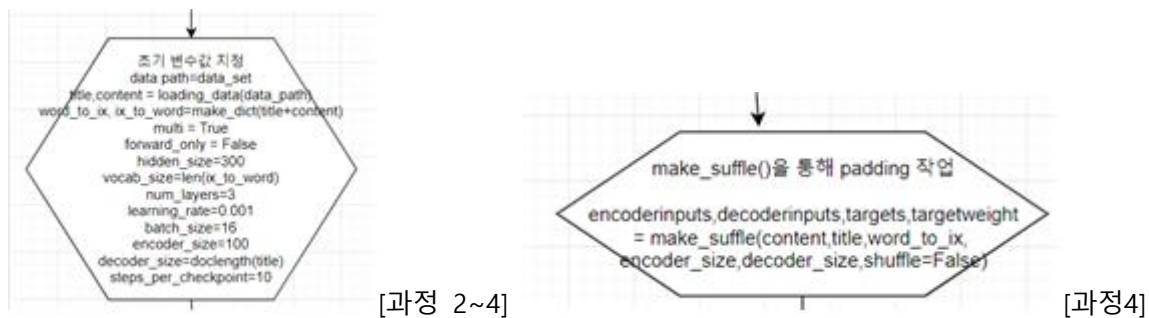 초기 변수값 지정
data path=data_set
title,content = loading_data(data_path)
word_to_ix, ix_to_word=make_dict(title+content)
multi = True
forward_only = False
hidden_size=300
vocab_size=len(ix_to_word)
num_layers=3
learning_rate=0.001
batch_size=16
encoder_size=100
decoder_size=doclength(title)
steps_per_checkpoint=10
[과정 2~4]
make_suffle()을 통해 padding 작업
encoderinputs,decoderinputs,targets,targetweight
= make_suffle(content,title,word_to_ix,
encoder_size,decoder_size,shuffle=False)
[과정4]